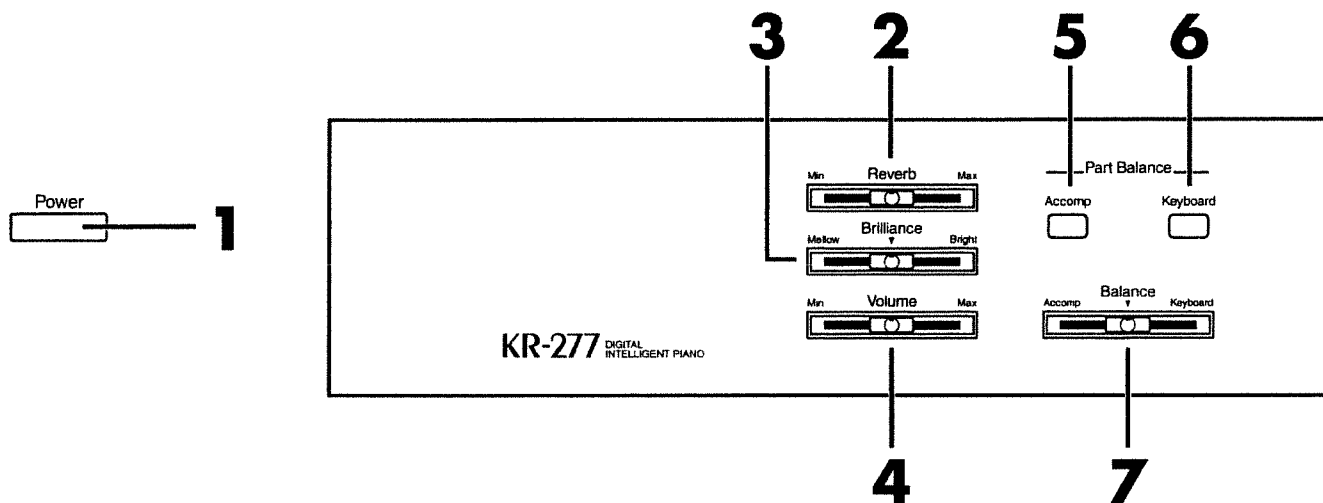 3 2 5 6
Part Balance
Min Reverb Max
Power
Accomp Keyboard
1
Brilliance
Mellow Bright
Balance
Min Volume Max
Accomp Keyboard
KR-277 DIGITAL
INTELLIGENT PIANO
4 7